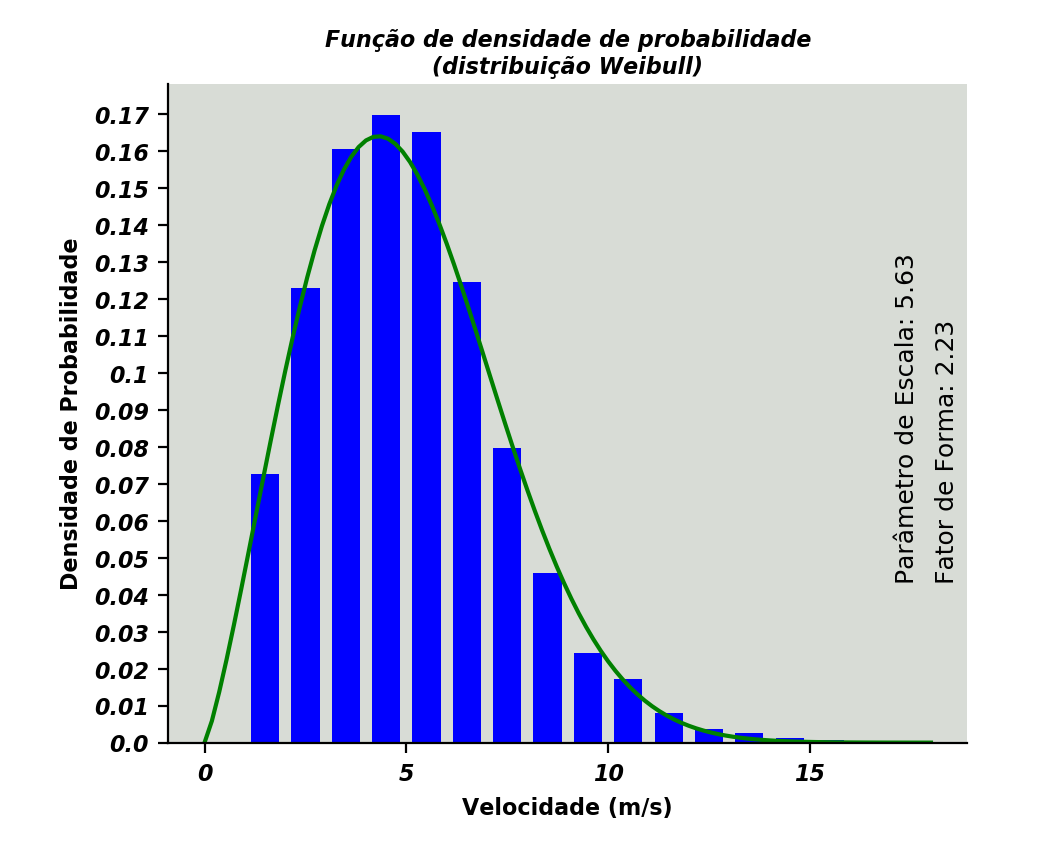 Função de densidade de probabilidade
(distribuição Weibull)
0.17
0.16
0.15
0.14
0.13
0.12
0.11
0.1
0.09
0.08
0.07
0.06
0.05
0.04
0.03
0.02
0.01
0.0
Densidade de Probabilidade
Parâmetro de Escala: 5.63
Fator de Forma: 2.23
0 5 10 15
Velocidade (m/s)